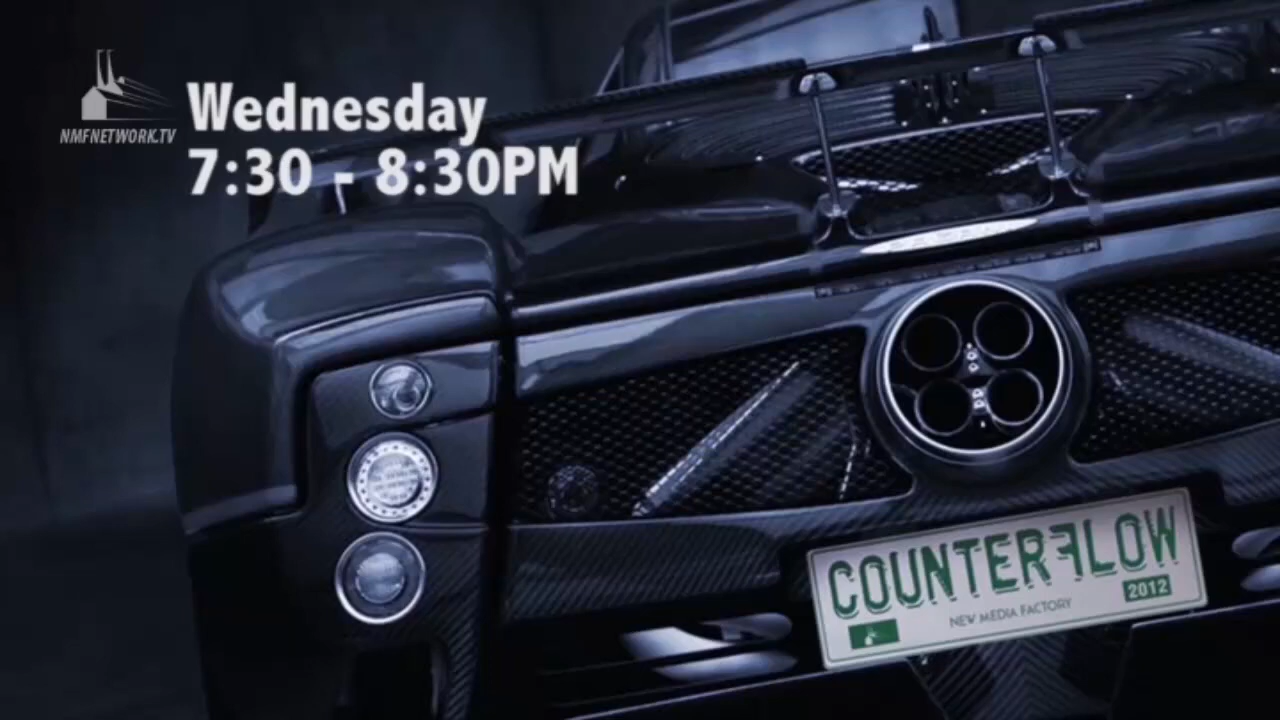 NMFNETWORK.TV
Wednesday
7:30 - 8:30PM
COUNTERFLOW
2012
NEW MEDIA FACTORY